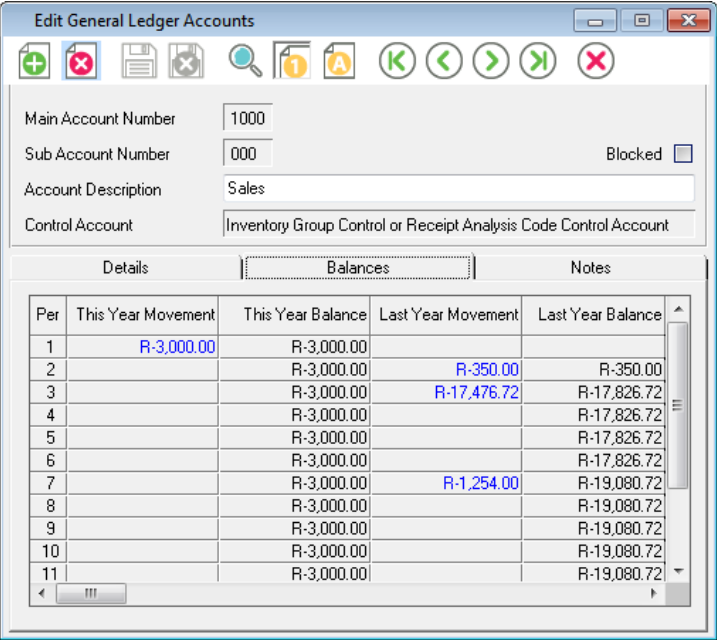 Edit General Ledger Accounts
1 A
Main Account Number 1000
Sub Account Number 000 Blocked
Account Description Sales
Control Account Inventory Group Control or Receipt Analysis Code Control Account
Details Balances Notes
Per This Year Movement This Year Balance Last Year Movement Last Year Balance
1 R-3,000.00 R-3,000.00
2 R-3,000.00 R-350.00 R-350.00
3 R-3,000.00 R-17,476.72 R-17,826.72
4 R-3,000.00 R-17,826.72
5 R-3,000.00 R-17,826.72
6 R-3,000.00 R-17,826.72
7 R-3,000.00 R-1,254.00 R-19,080.72
8 R-3,000.00 R-19,080.72
9 R-3,000.00 R-19,080.72
10 R-3,000.00 R-19,080.72
11 R-3,000.00 R-19,080.72